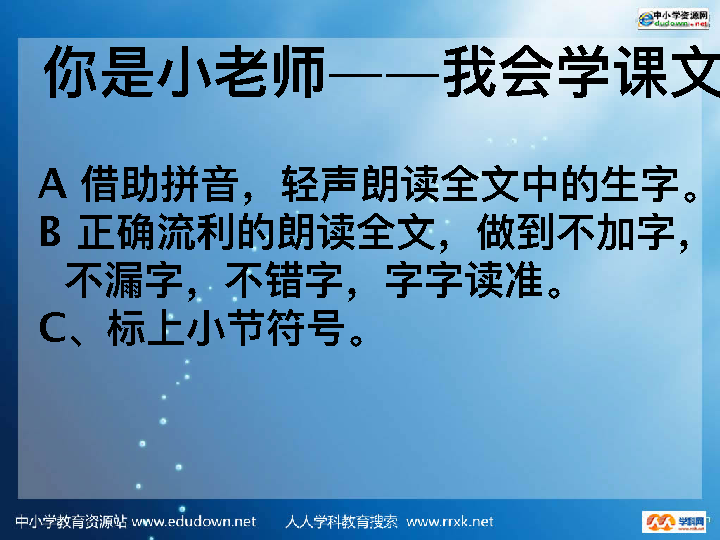 中小学资源网
edudown.net
你是小老师——我会学课文
A 借助拼音，轻声朗读全文中的生字。
B 正确流利的朗读全文，做到不加字，
不漏字，不错字，字字读准。
C、标上小节符号。
中小学教育资源站 www.edudown.net 人人学科教育搜索 www.rrxk.net
学科网